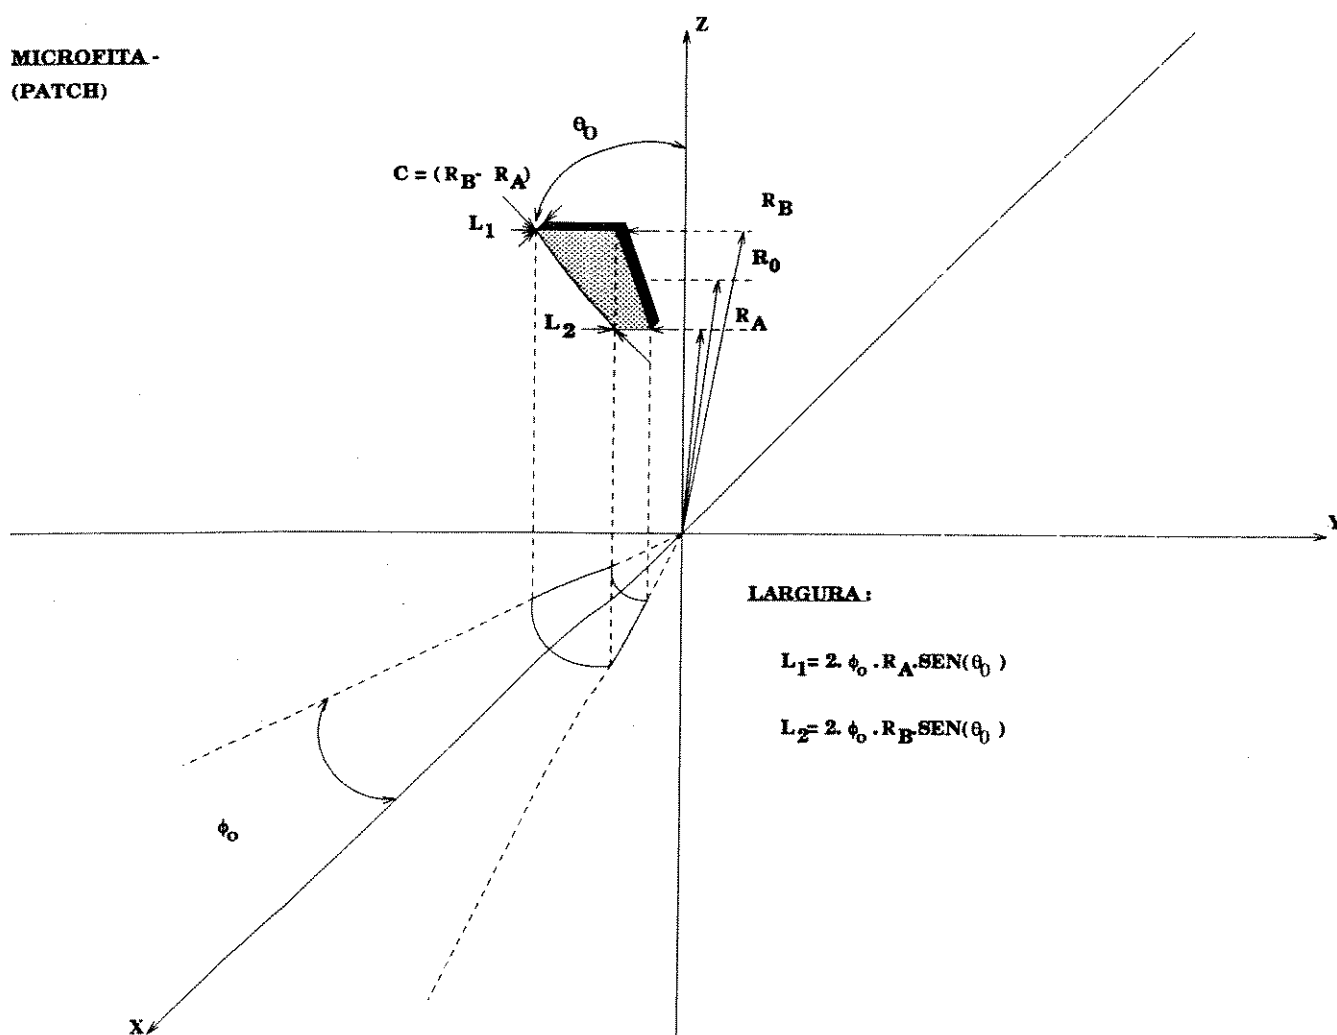 Z
MICROFITA -
(PATCH)
θ0
C = ( RB - RA )
L1
RB
R0
RA
L2
Y
LARGURA :
L1 = 2. ϕo . RA.SEN(θ0 )
L2 = 2. ϕo . RB.SEN(θ0 )
ϕo
X